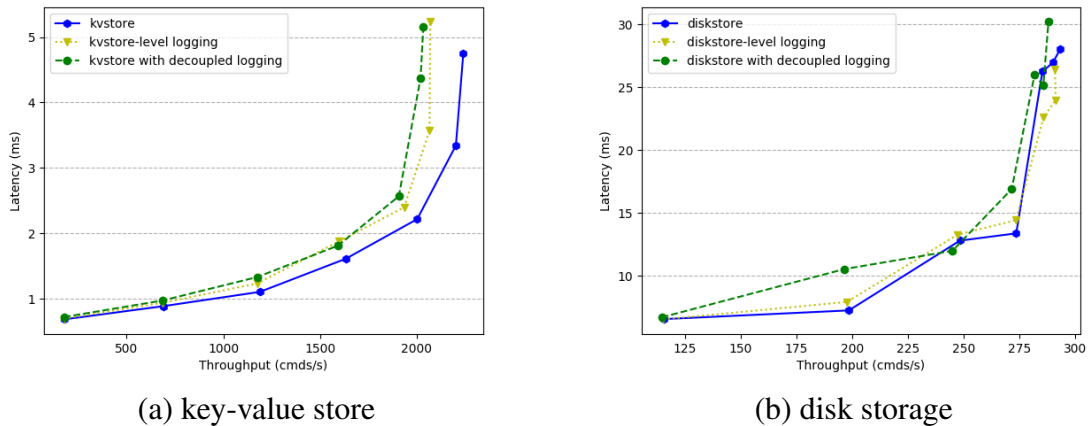 kvstore
kvstore-level logging
kvstore with decoupled logging
5
4
3
2
1
Latency (ms)
500 1000 1500 2000
Throughput (cmds/s)
(a) key-value store
diskstore
diskstore-level logging
diskstore with decoupled logging
30
25
20
15
10
Latency (ms)
125 175 200 225 250 275 300
Throughput (cmds/s)
(b) disk storage